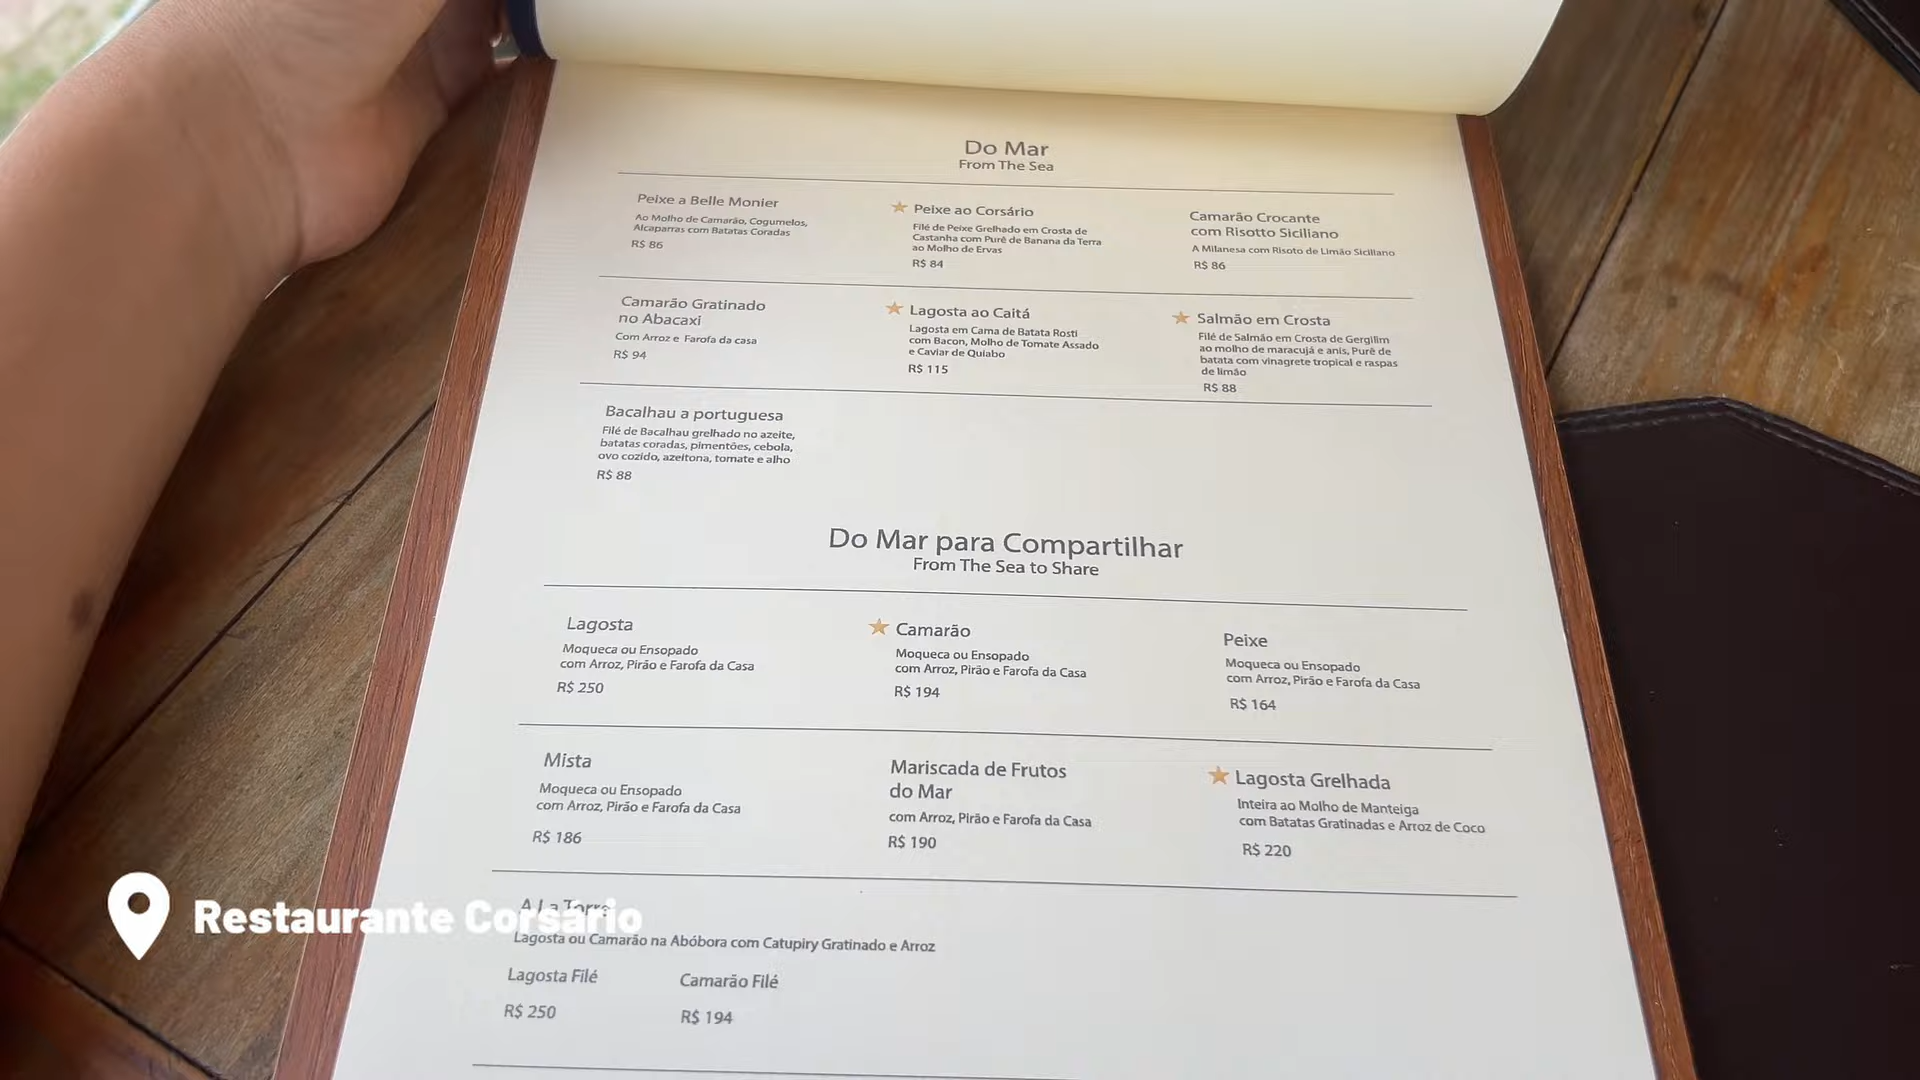 Do Mar
From The Sea
Peixe a Belle Monier
Ao Molho de Camarão, Cogumelos,
Alcaparras com Batatas Coradas
R$ 86
Peixe ao Corsário
Filé de Peixe Grelhado em Crosta de
Castanha com Purê de Banana da Terra
ao Molho de Ervas
R$ 84
Camarão Crocante
com Risotto Siciliano
A Milanesa com Risoto de Limão Siciliano
R$ 86
Camarão Gratinado
no Abacaxi
Com Arroz e Farofa da casa
R$ 94
Lagosta ao Caitá
Lagosta em Cama de Batata Rosti
com Bacon, Molho de Tomate Assado
e Caviar de Quiabo
R$ 115
Salmão em Crosta
Filé de Salmão em Crosta de Gergilim
ao molho de maracujá e anis, Purê de
batata com vinagrete tropical e raspas
de limão
R$ 88
Bacalhau a portuguesa
Filé de Bacalhau grelhado no azeite,
batatas coradas, pimentões, cebola,
ovo cozido, azeitona, tomate e alho
R$ 88
Do Mar para Compartilhar
From The Sea to Share
Lagosta
Moqueca ou Ensopado
com Arroz, Pirão e Farofa da Casa
R$ 250
Camarão
Moqueca ou Ensopado
com Arroz, Pirão e Farofa da Casa
R$ 194
Peixe
Moqueca ou Ensopado
com Arroz, Pirão e Farofa da Casa
R$ 164
Mista
Moqueca ou Ensopado
com Arroz, Pirão e Farofa da Casa
R$ 186
Mariscada de Frutos
do Mar
com Arroz, Pirão e Farofa da Casa
R$ 190
Lagosta Grelhada
Inteira ao Molho de Manteiga
com Batatas Gratinadas e Arroz de Coco
R$ 220
A La Torre
Restaurante Corsário
Lagosta ou Camarão na Abóbora com Catupiry Gratinado e Arroz
Lagosta Filé
R$ 250
Camarão Filé
R$ 194